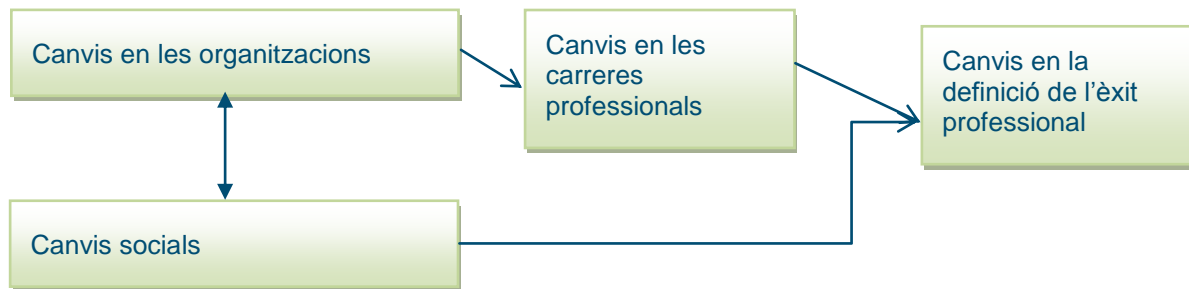 Canvis en les organitzacions
Canvis en les
carreres
professionals
Canvis en la
definició de l’èxit
professional
Canvis socials